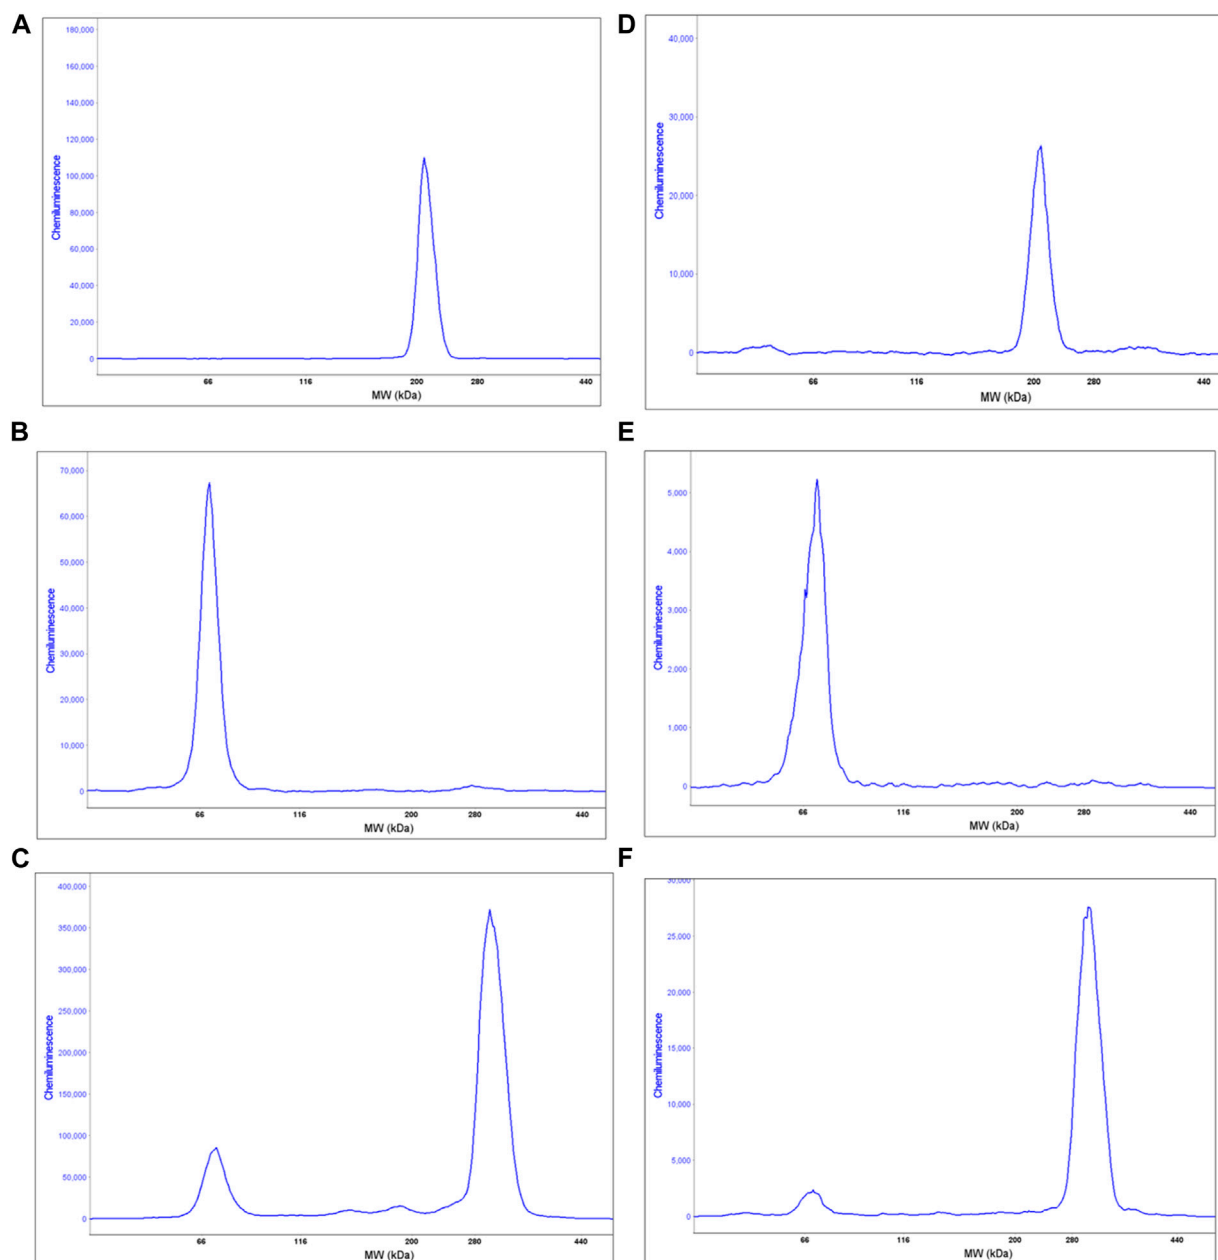 A
180,000
160,000
140,000
120,000
100,000
80,000
60,000
40,000
20,000
0
Chemiluminescence
66 116 200 280 440
MW (kDa)
D
40,000
30,000
20,000
10,000
0
Chemiluminescence
66 116 200 280 440
MW (kDa)
B
70,000
60,000
50,000
40,000
30,000
20,000
10,000
0
Chemiluminescence
66 116 200 280 440
MW (kDa)
E
5,000
4,000
3,000
2,000
1,000
0
Chemiluminescence
66 116 200 280 440
MW (kDa)
C
400,000
350,000
300,000
250,000
200,000
150,000
100,000
50,000
0
Chemiluminescence
66 116 200 280 440
MW (kDa)
F
30,000
25,000
20,000
15,000
10,000
5,000
0
Chemiluminescence
66 116 200 280 440
MW (kDa)